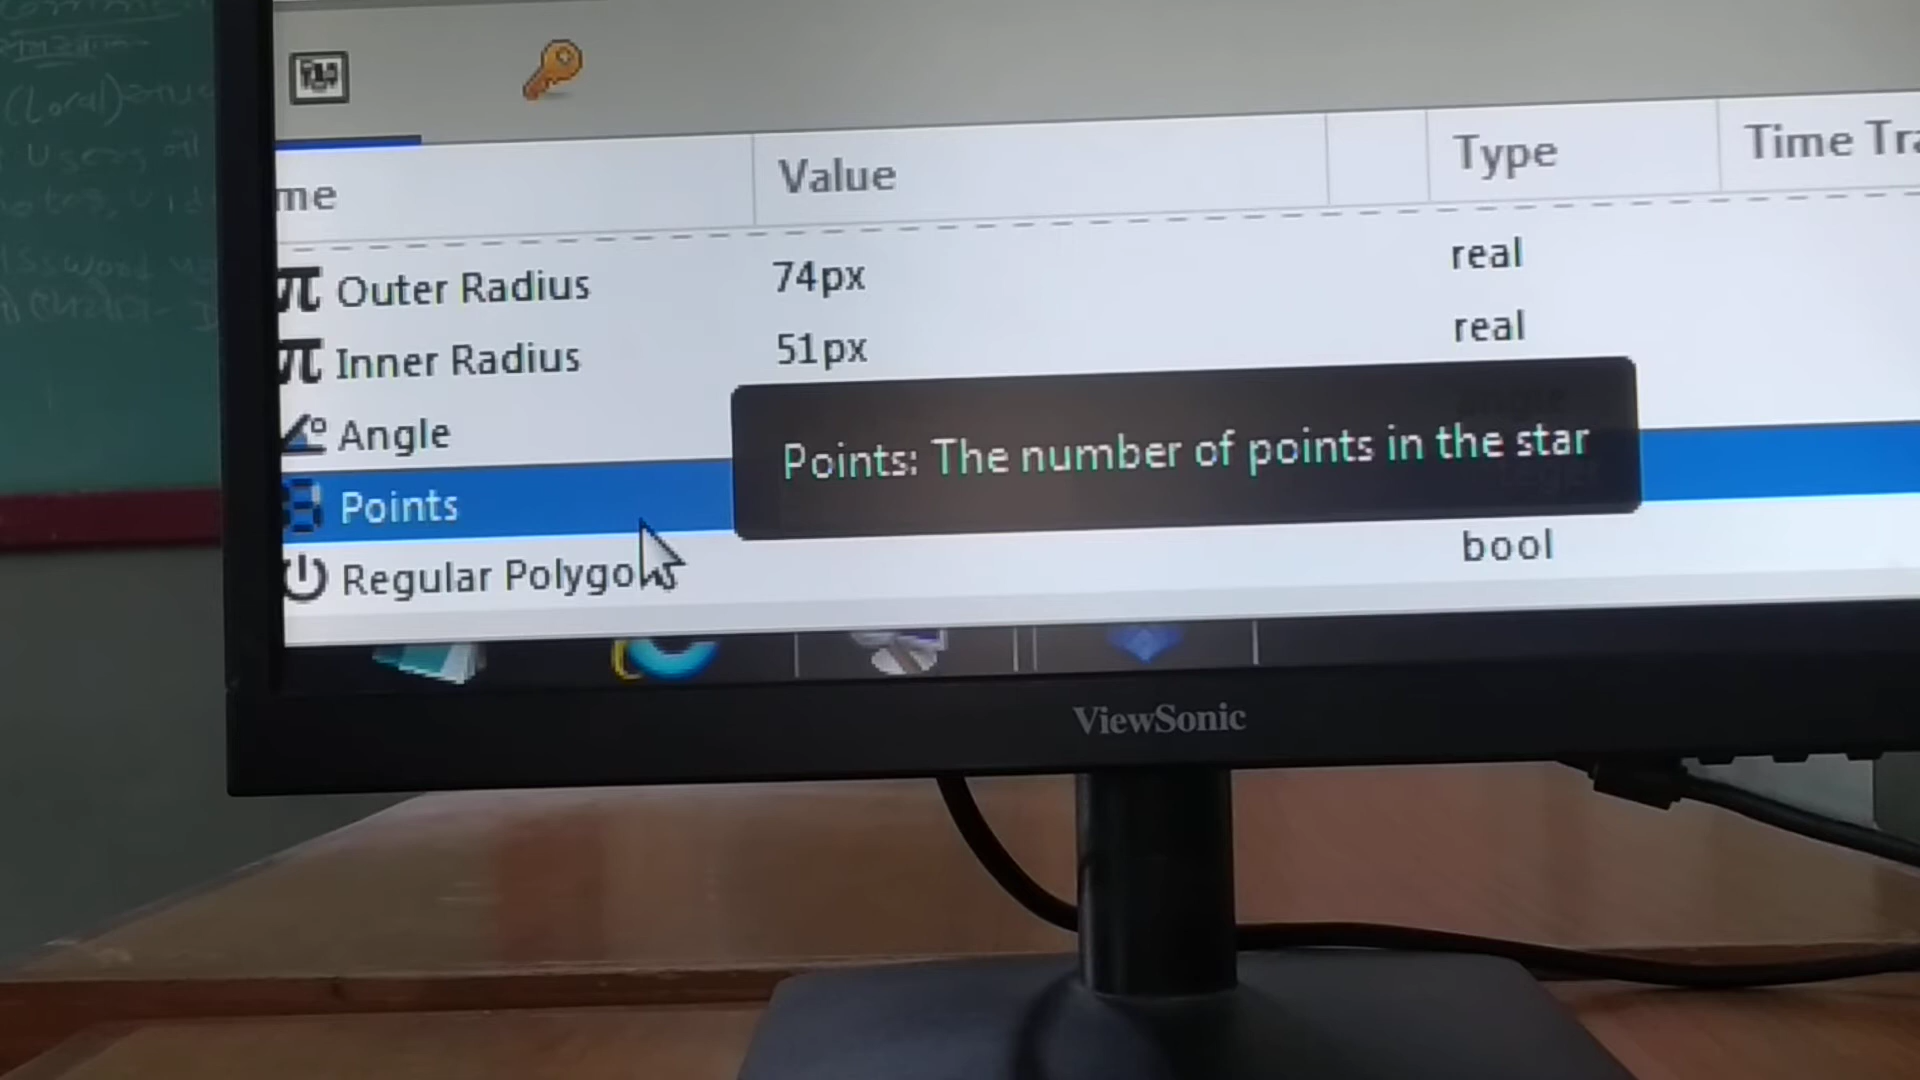 (Local)
me Value Type Time Tra
Outer Radius 74px real
Inner Radius 51px real
Angle
Points: The number of points in the star
Points
Regular Polygo bool
ViewSonic